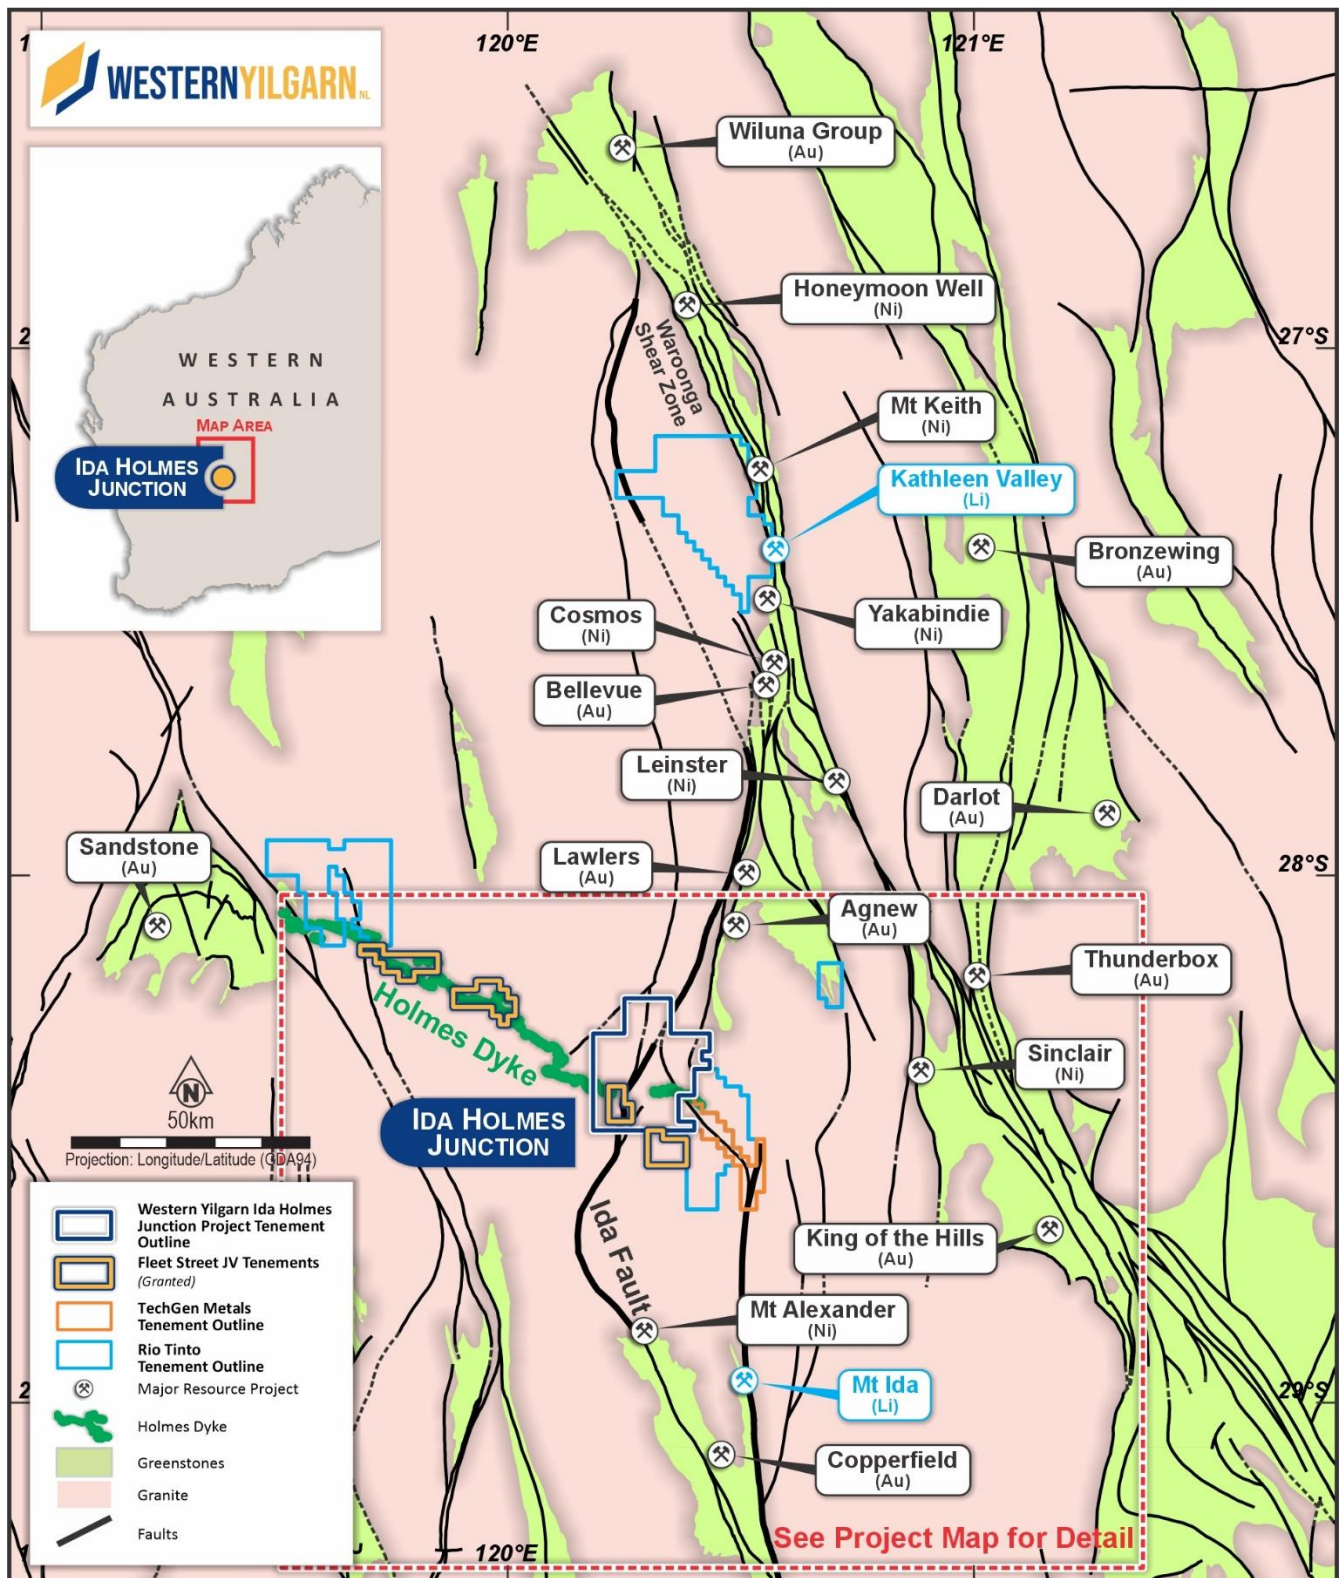 120°E
121°E
WESTERNYILGARN NL
Wiluna Group
(Au)
WESTERN
AUSTRALIA
MAP AREA
IDA HOLMES
JUNCTION
Honeymoon Well
(Ni)
Waroonga
Shear Zone
27°S
Mt Keith
(Ni)
Kathleen Valley
(Li)
Bronzewing
(Au)
Cosmos
(Ni)
Yakabindie
(Ni)
Bellevue
(Au)
Leinster
(Ni)
Darlot
(Au)
Sandstone
(Au)
Lawlers
(Au)
28°S
Agnew
(Au)
Thunderbox
(Au)
Holmes Dyke
Sinclair
(Ni)
N
50km
Projection: Longitude/Latitude (GDA94)
IDA HOLMES
JUNCTION
Ida Fault
King of the Hills
(Au)
Mt Alexander
(Ni)
Mt Ida
(Li)
29°S
Copperfield
(Au)
Western Yilgarn Ida Holmes
Junction Project Tenement
Outline
Fleet Street JV Tenements
(Granted)
TechGen Metals
Tenement Outline
Rio Tinto
Tenement Outline
Major Resource Project
Holmes Dyke
Greenstones
Granite
Faults
120°E
See Project Map for Detail